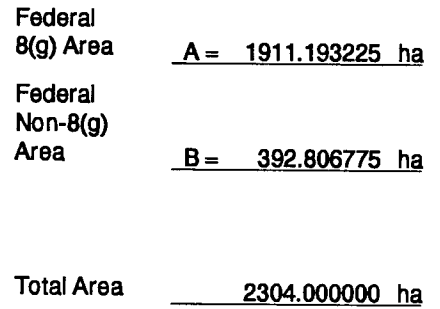 Federal
8(g) Area A = 1911.193225 ha
Federal
Non-8(g)
Area B = 392.806775 ha
Total Area 2304.000000 ha